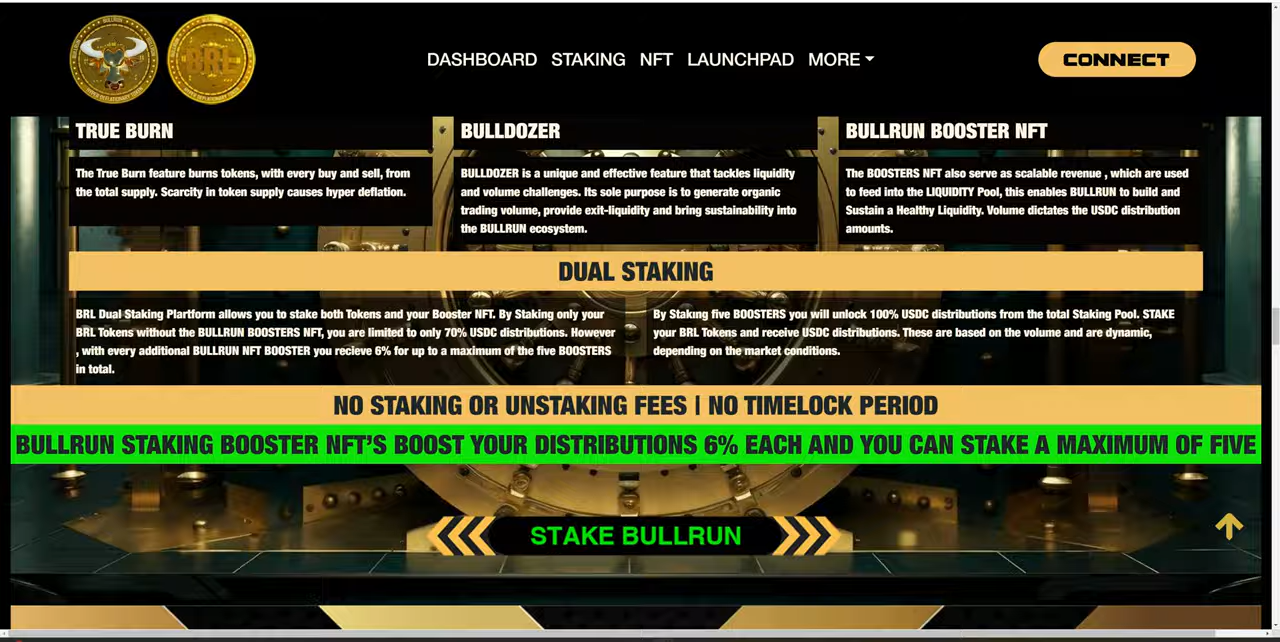 BRL
DASHBOARD STAKING NFT LAUNCHPAD MORE
CONNECT
TRUE BURN
The True Burn feature burns tokens, with every buy and sell, from
the total supply. Scarcity in token supply causes hyper deflation.
BULLDOZER
BULLDOZER is a unique and effective feature that tackles liquidity
and volume challenges. Its sole purpose is to generate organic
trading volume, provide exit-liquidity and bring sustainability into
the BULLRUN ecosystem.
BULLRUN BOOSTER NFT
The BOOSTERS NFT also serve as scalable revenue , which are used
to feed into the LIQUIDITY Pool, this enables BULLRUN to build and
Sustain a Healthy Liquidity. Volume dictates the USDC distribution
amounts.
DUAL STAKING
BRL Dual Staking Plartform allows you to stake both Tokens and your Booster NFT. By Staking only your
BRL Tokens without the BULLRUN BOOSTERS NFT, you are limited to only 70% USDC distributions. However
, with every additional BULLRUN NFT BOOSTER you recieve 6% for up to a maximum of the five BOOSTERS
in total.
By Staking five BOOSTERS you will unlock 100% USDC distributions from the total Staking Pool. STAKE
your BRL Tokens and receive USDC distributions. These are based on the volume and are dynamic,
depending on the market conditions.
NO STAKING OR UNSTAKING FEES | NO TIMELOCK PERIOD
BULLRUN STAKING BOOSTER NFT'S BOOST YOUR DISTRIBUTIONS 6% EACH AND YOU CAN STAKE A MAXIMUM OF FIVE
STAKE BULLRUN